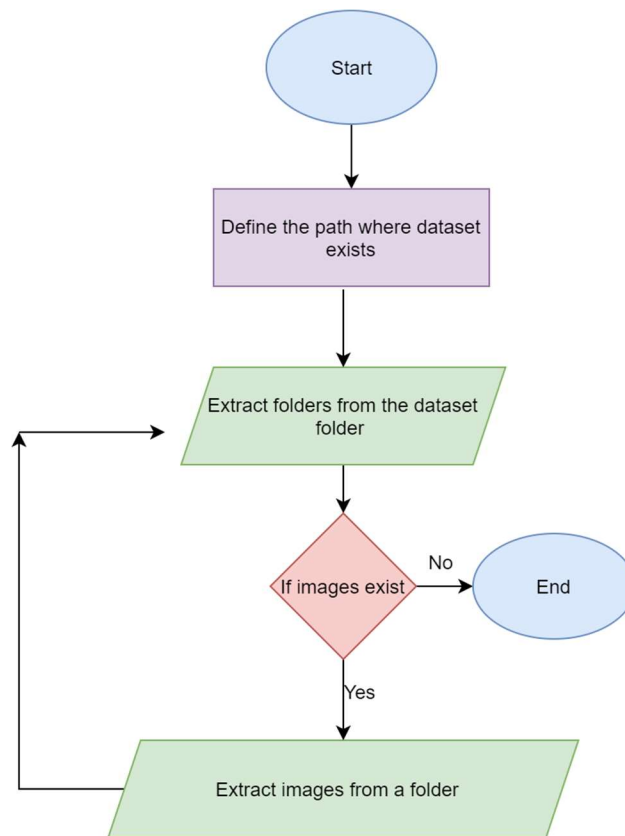 Start
Define the path where dataset
exists
Extract folders from the dataset
folder
If images exist
No
End
Yes
Extract images from a folder